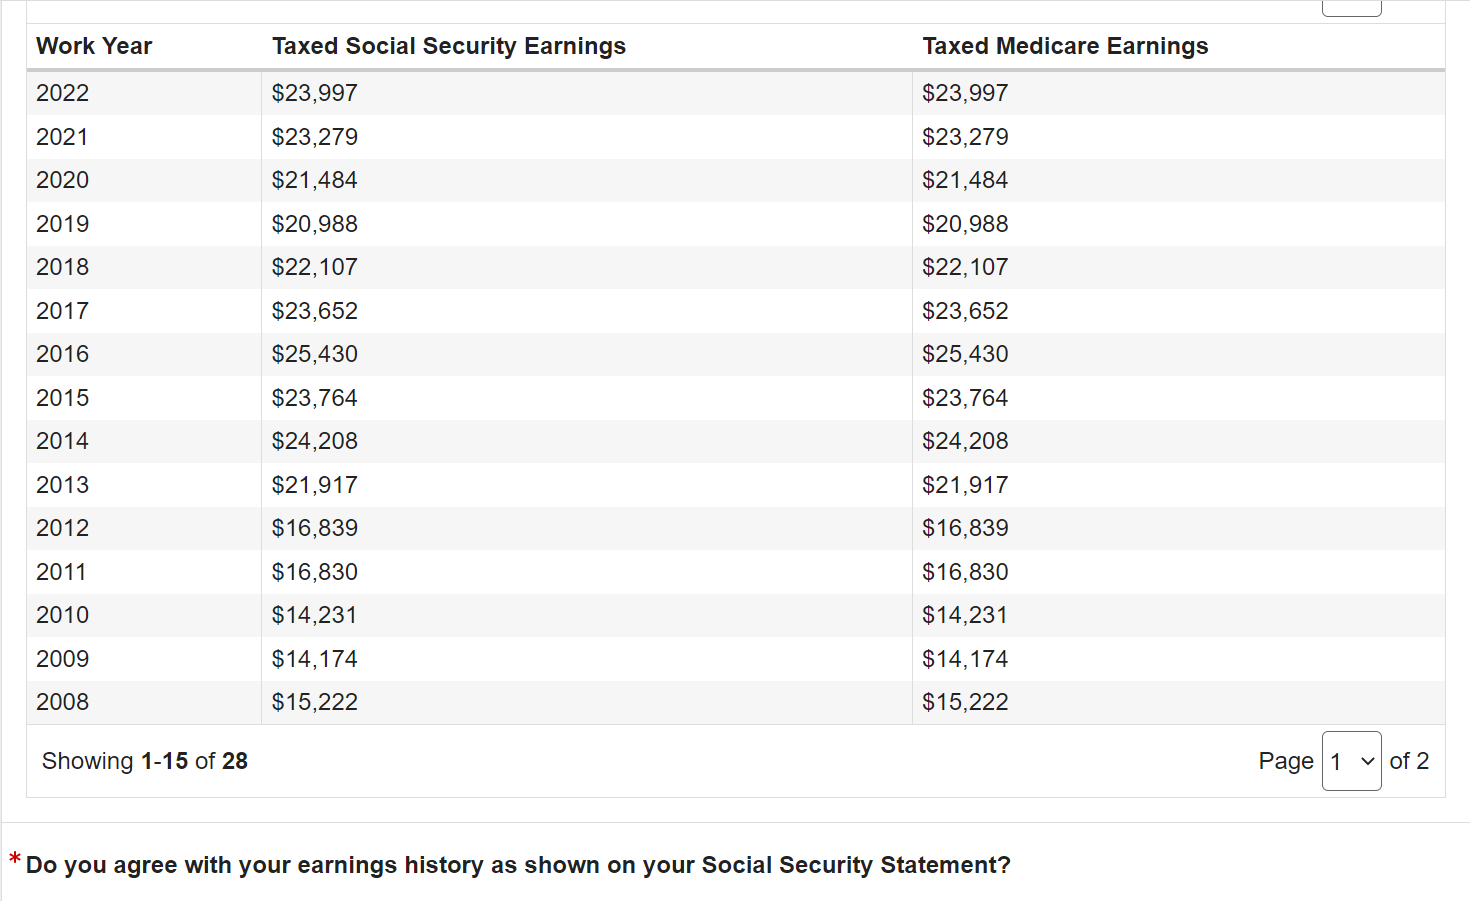 Work Year Taxed Social Security Earnings Taxed Medicare Earnings
2022 $23,997 $23,997
2021 $23,279 $23,279
2020 $21,484 $21,484
2019 $20,988 $20,988
2018 $22,107 $22,107
2017 $23,652 $23,652
2016 $25,430 $25,430
2015 $23,764 $23,764
2014 $24,208 $24,208
2013 $21,917 $21,917
2012 $16,839 $16,839
2011 $16,830 $16,830
2010 $14,231 $14,231
2009 $14,174 $14,174
2008 $15,222 $15,222
Showing 1-15 of 28 Page 1 of 2
* Do you agree with your earnings history as shown on your Social Security Statement?